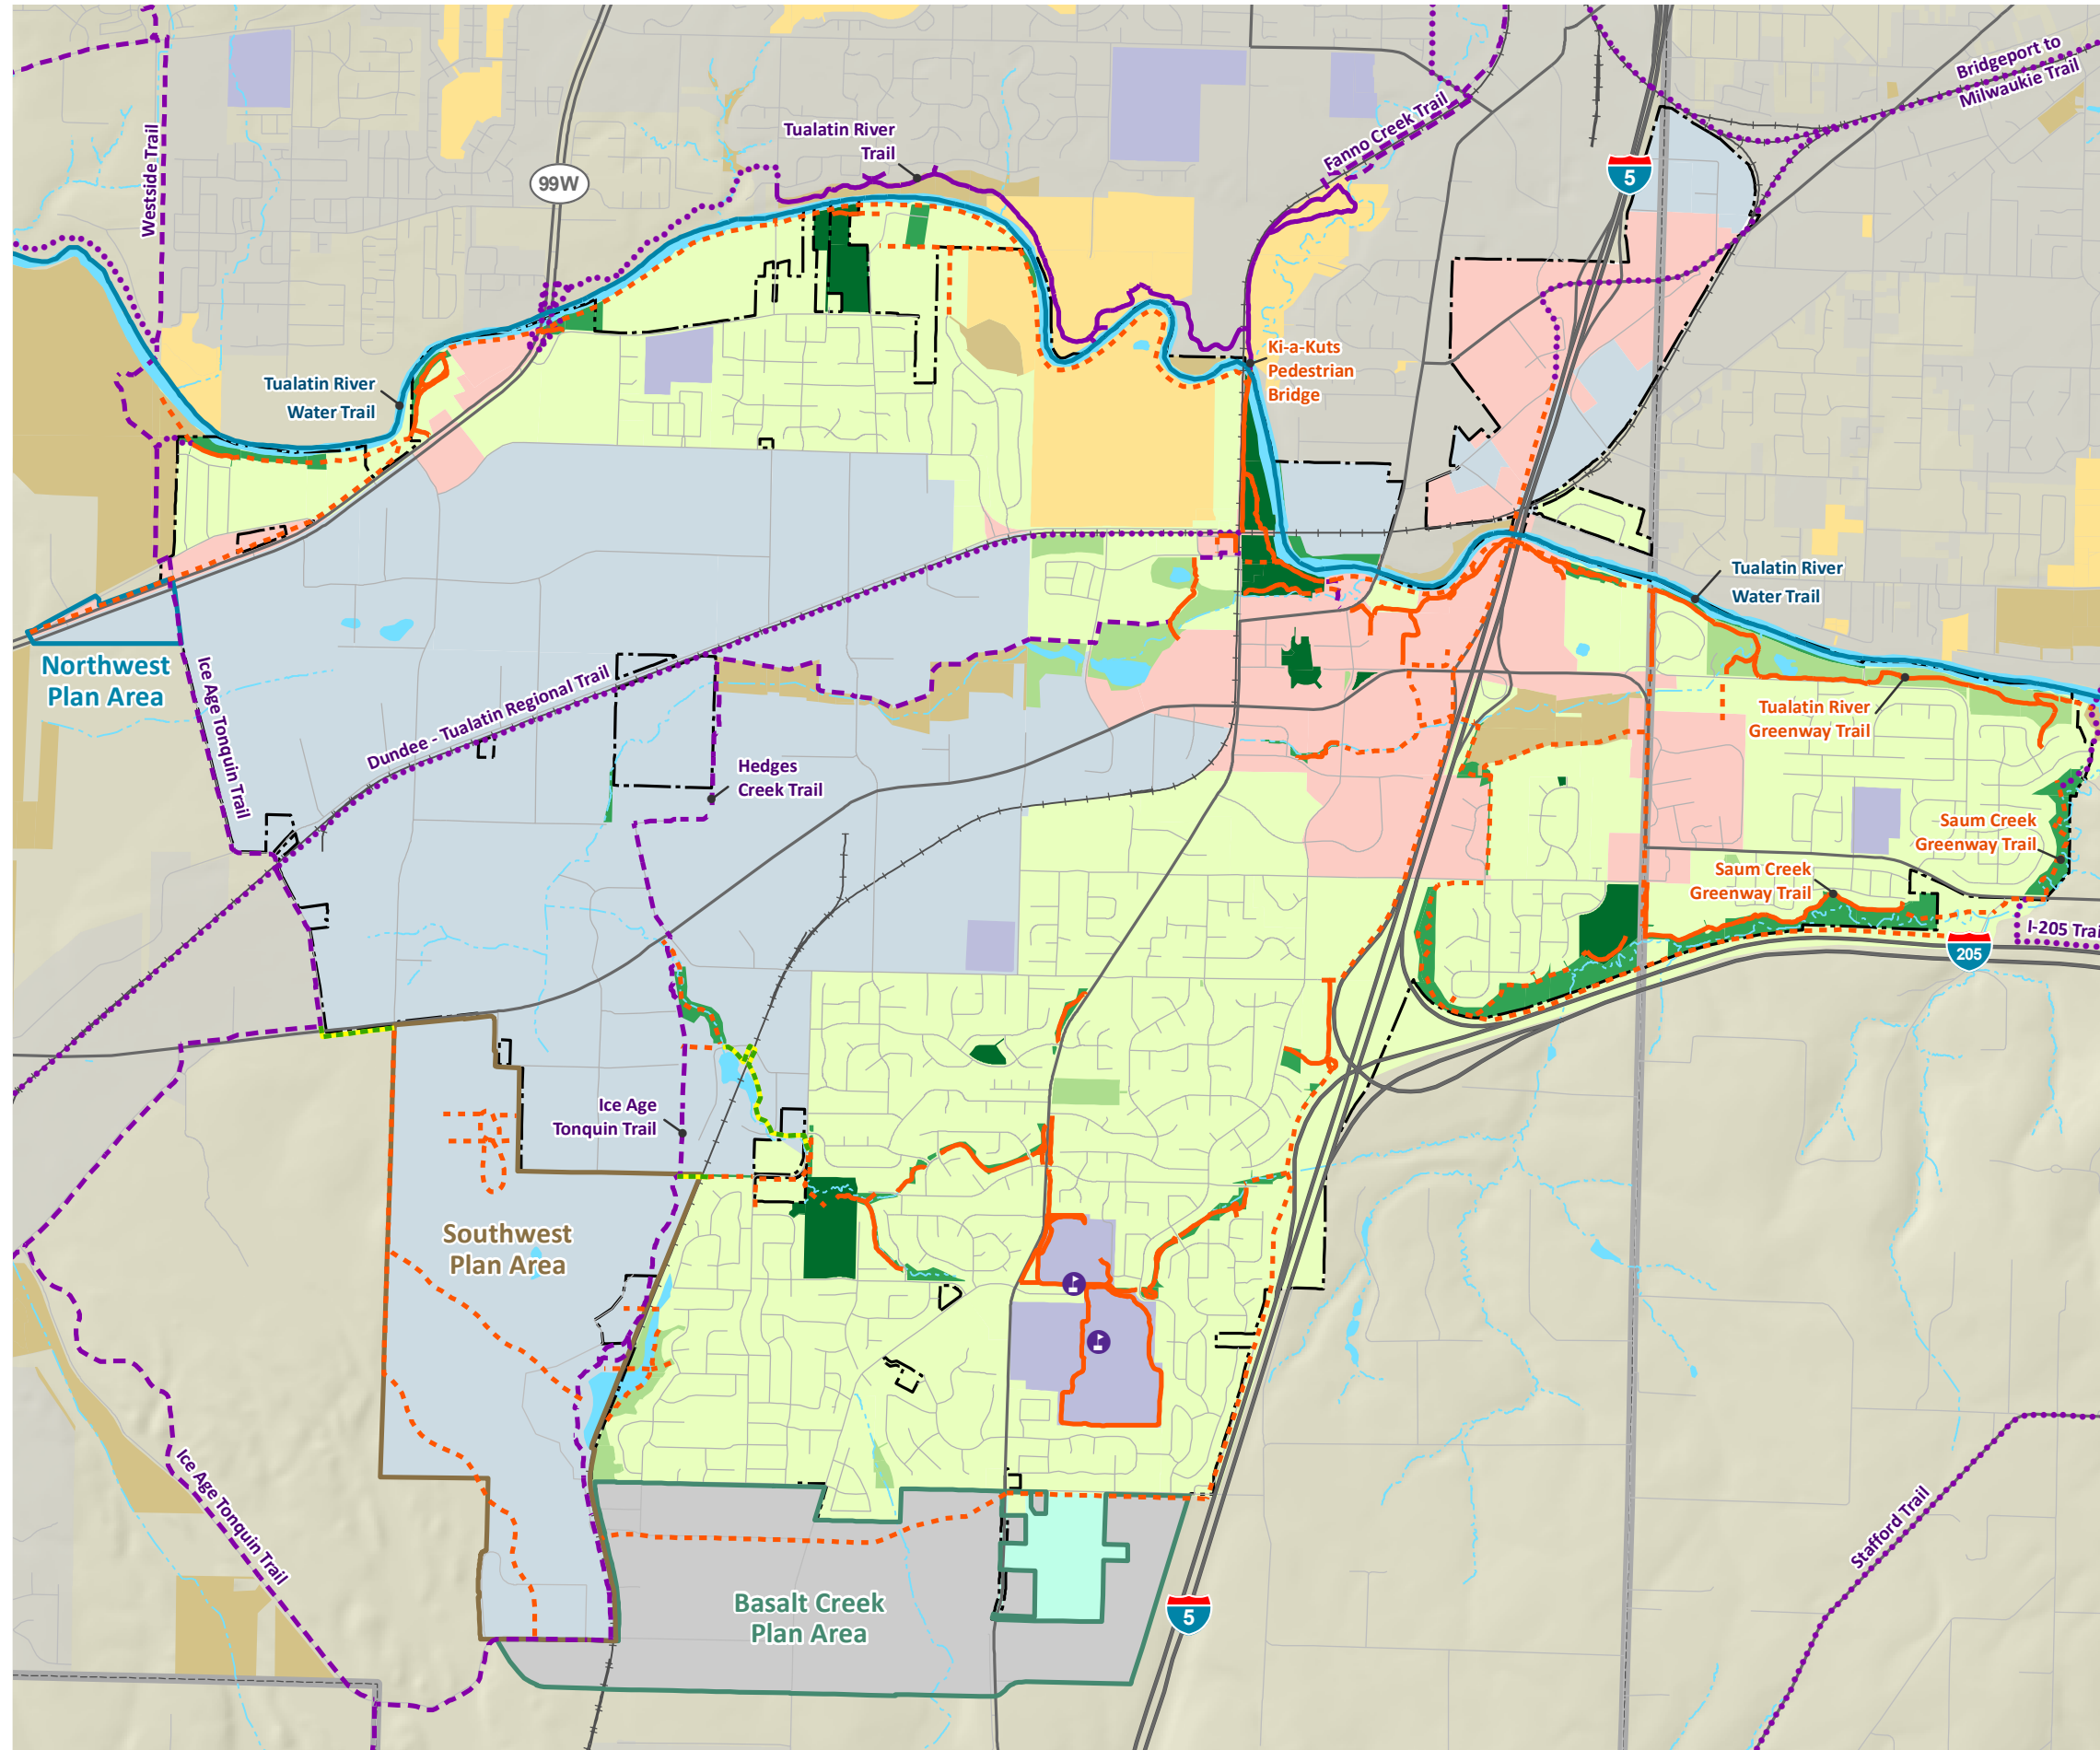 Bridgeport to
Milwaukie Trail
Fanno Creek Trail
Tualatin River
Trail
Westside Trail
99W
5
Ki-a-Kuts
Pedestrian
Bridge
Tualatin River
Water Trail
Tualatin River
Water Trail
Northwest
Plan Area
Ice Age Tonquin Trail
Dundee - Tualatin Regional Trail
Tualatin River
Greenway Trail
Hedges
Creek Trail
Saum Creek
Greenway Trail
Saum Creek
Greenway Trail
I-205 Trai
205
Ice Age
Tonquin Trail
Southwest
Plan Area
Ice Age Tonquin Trail
Stafford Trail
Basalt Creek
Plan Area
5